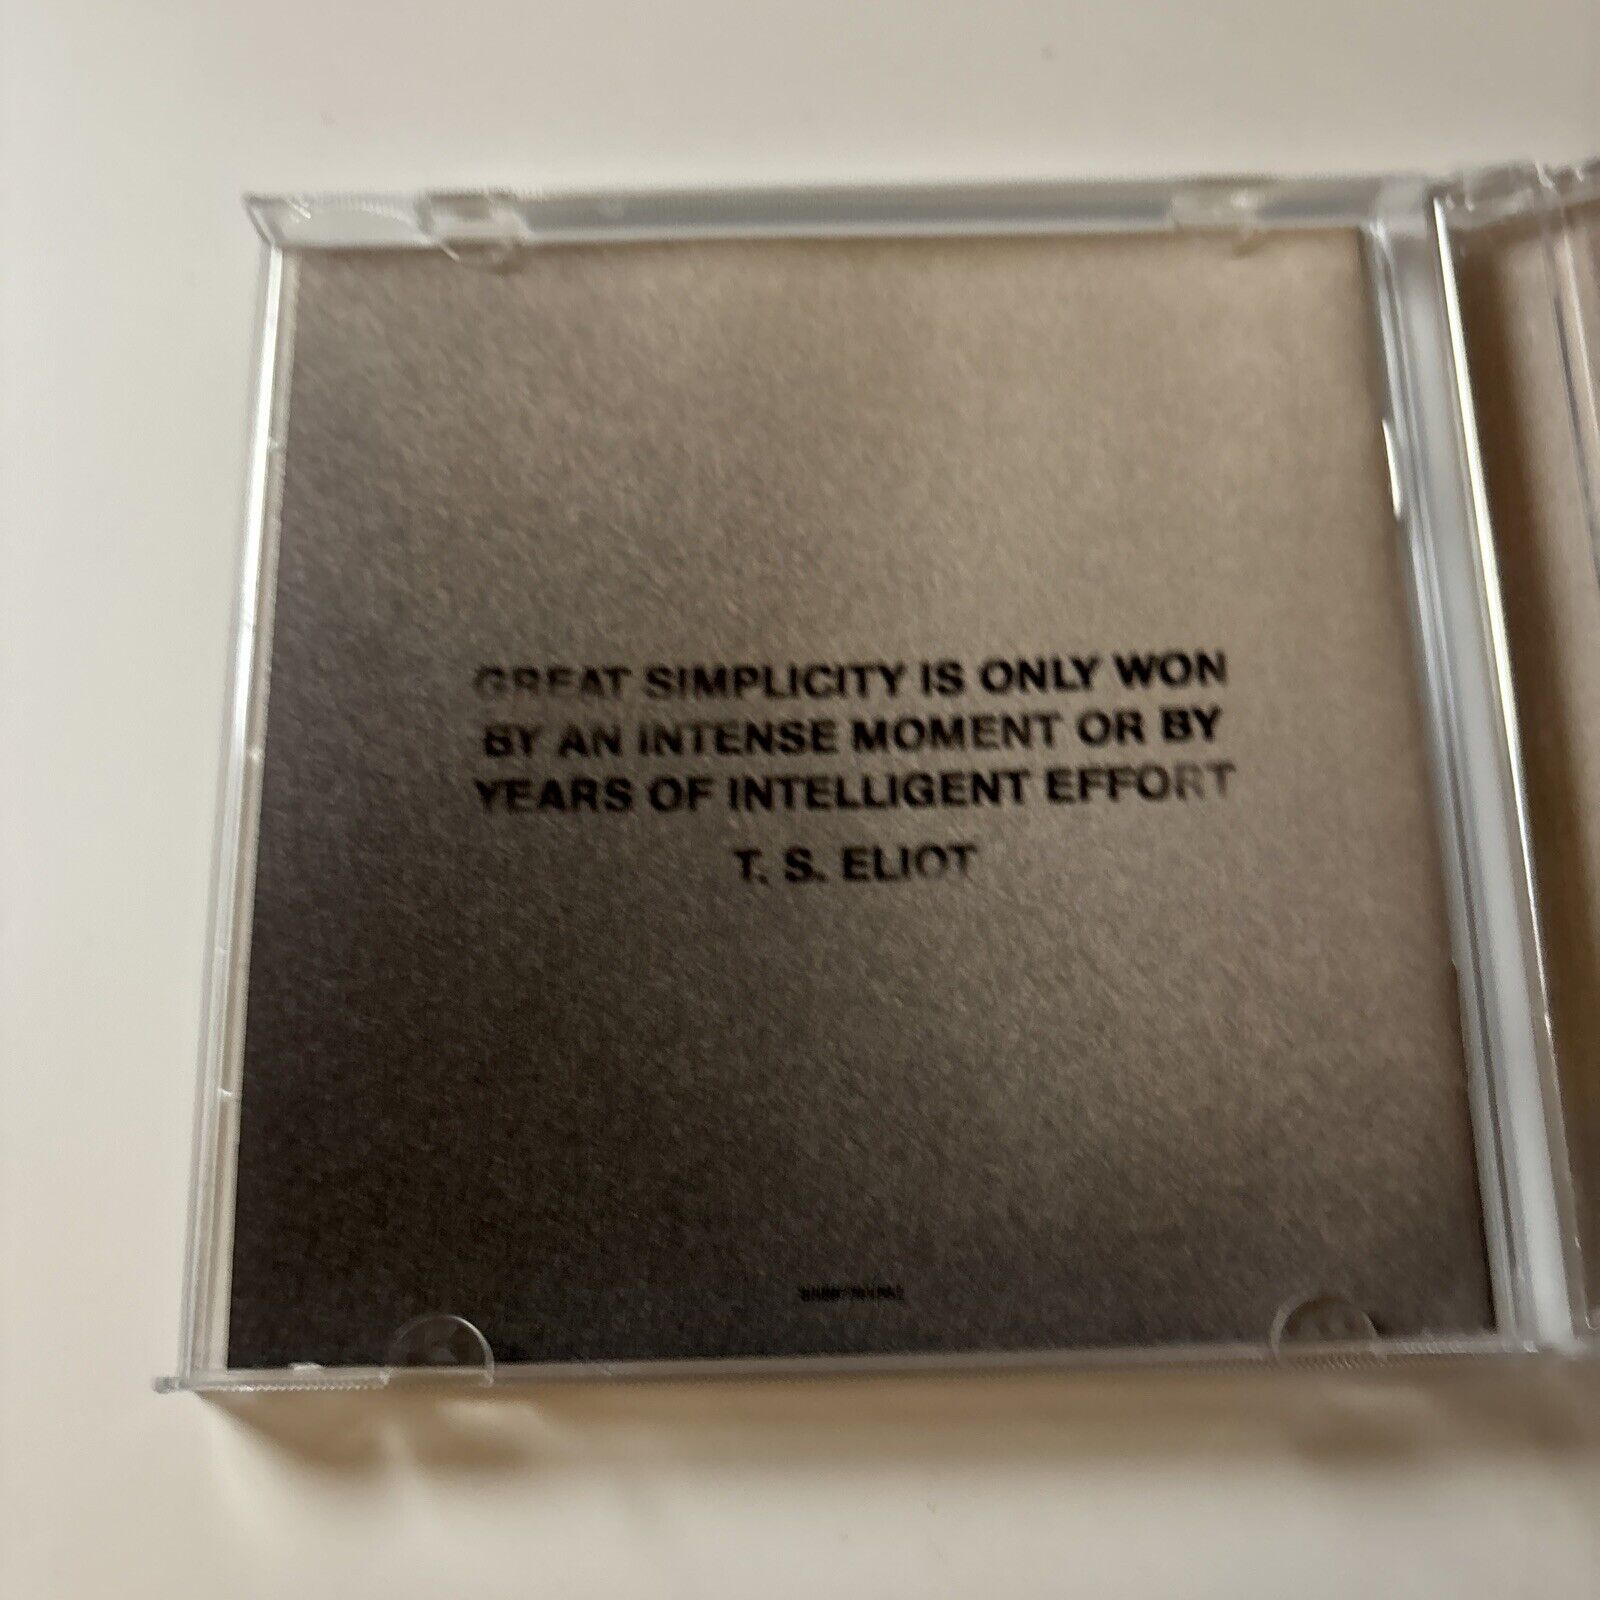 GREAT SIMPLICITY IS ONLY WON
BY AN INTENSE MOMENT OR BY
YEARS OF INTELLIGENT EFFORT
T. S. ELIOT